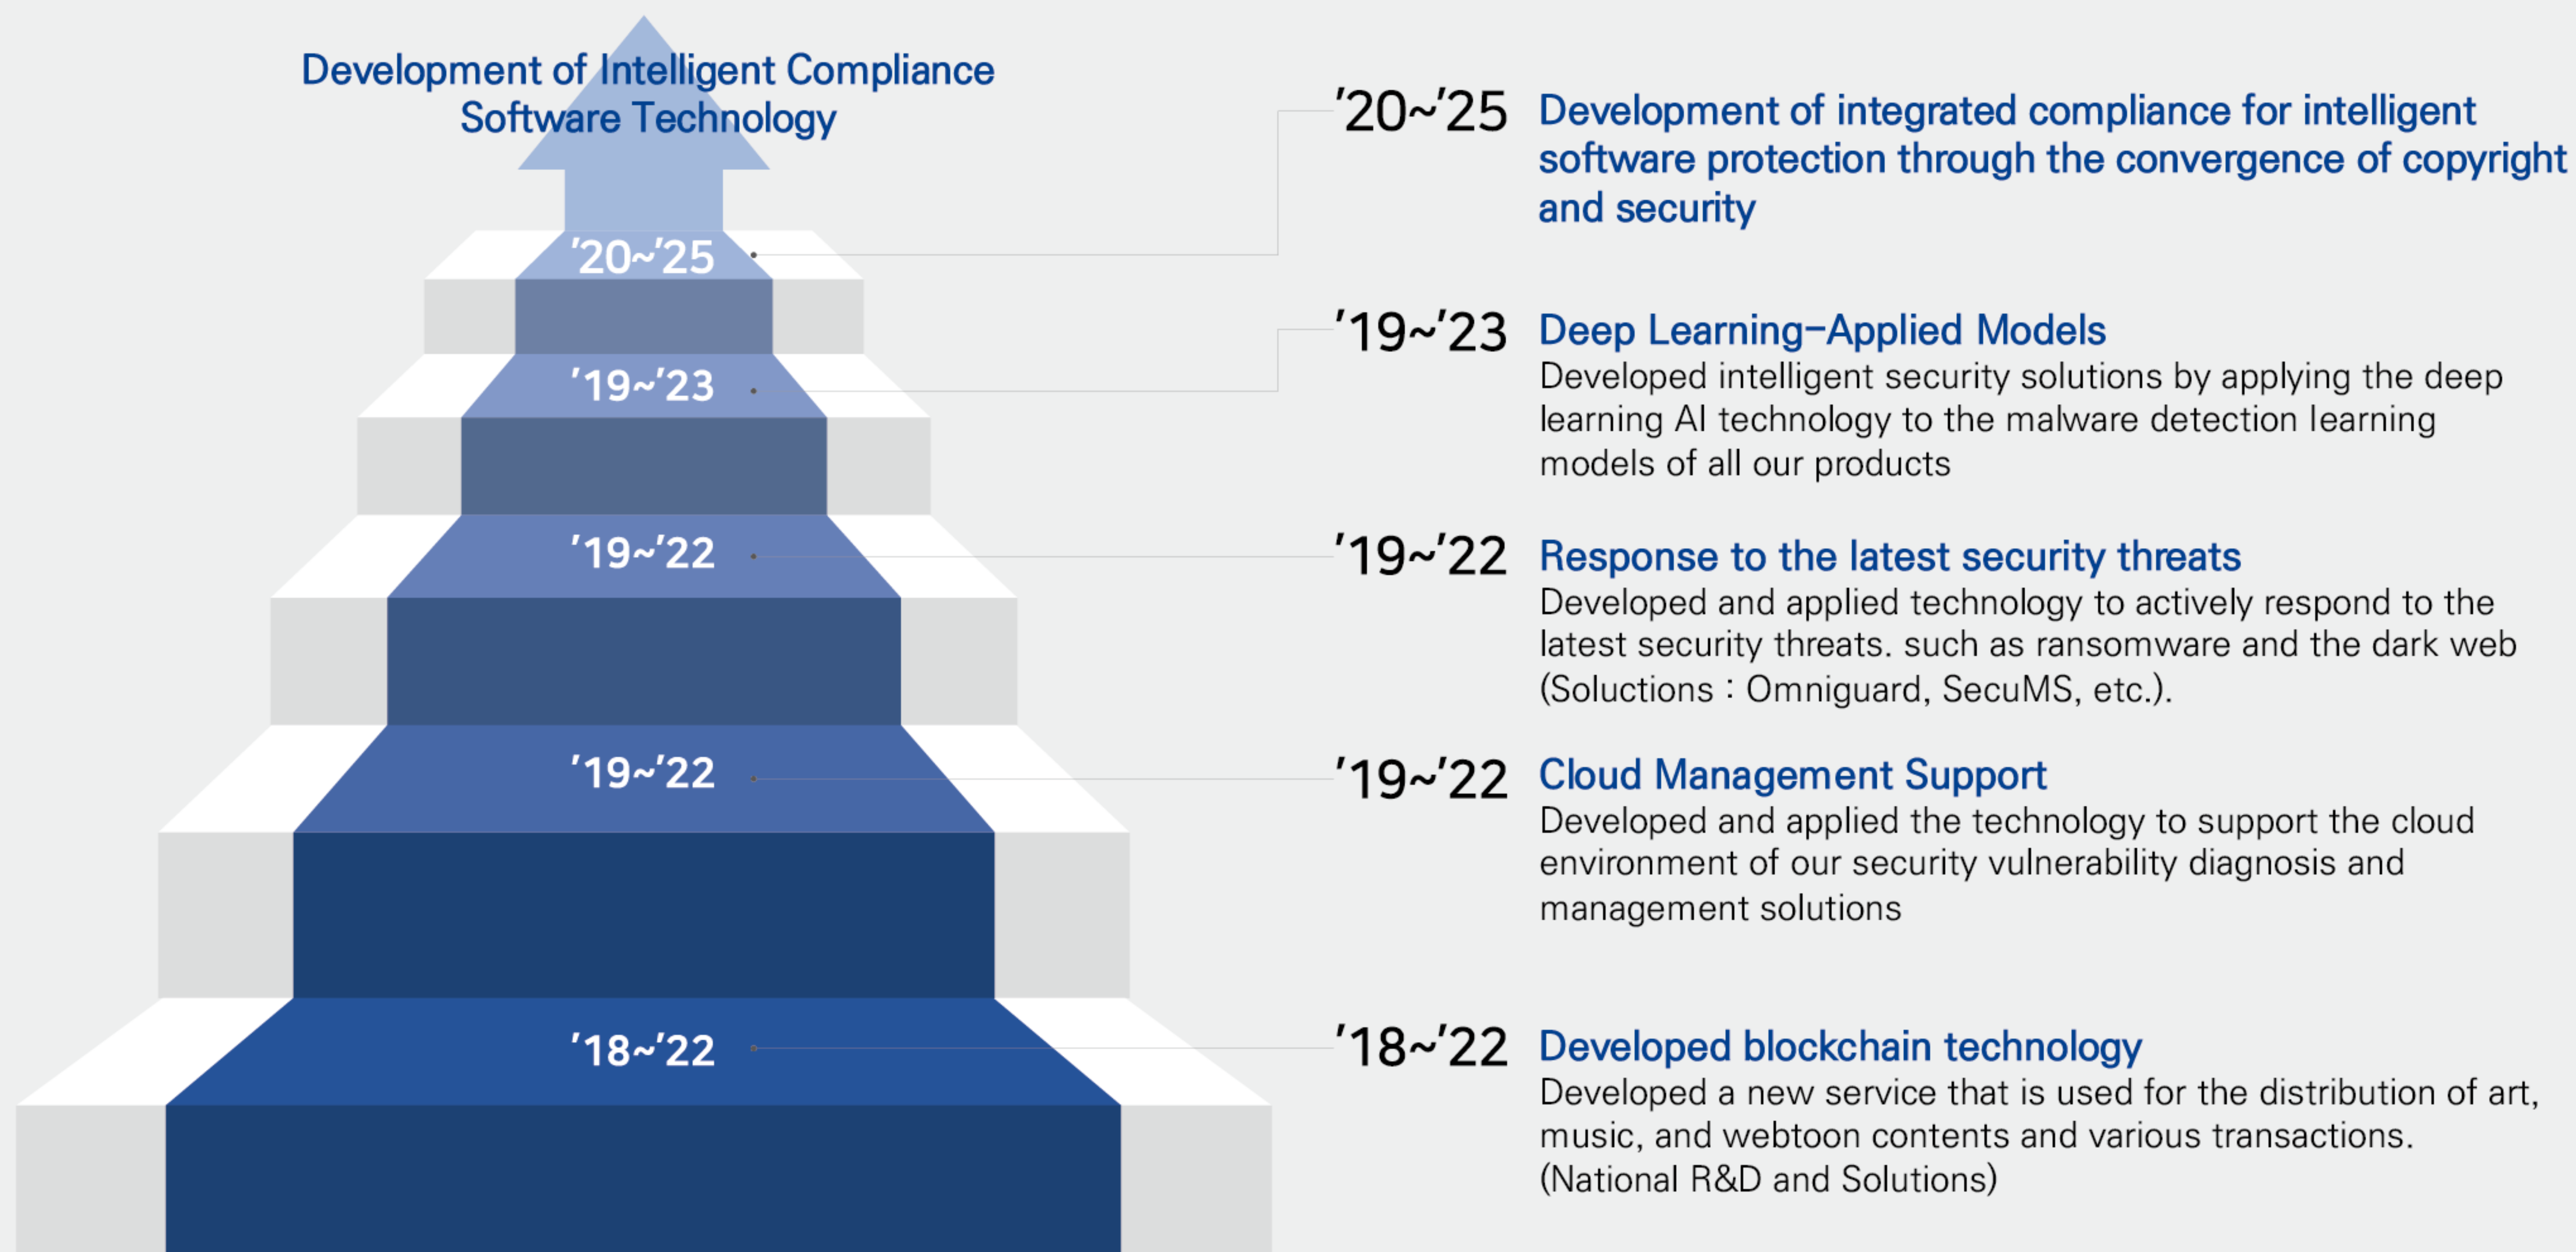 Development of Intelligent Compliance
Software Technology
'20~'25
'19~'23
'19~'22
'19~'22
'18~'22
'20~'25 Development of integrated compliance for intelligent
software protection through the convergence of copyright
and security
'19~'23 Deep Learning-Applied Models
Developed intelligent security solutions by applying the deep
learning AI technology to the malware detection learning
models of all our products
'19~'22 Response to the latest security threats
Developed and applied technology to actively respond to the
latest security threats. such as ransomware and the dark web
(Soluctions : Omniguard, SecuMS, etc.).
'19~'22 Cloud Management Support
Developed and applied the technology to support the cloud
environment of our security vulnerability diagnosis and
management solutions
'18~'22 Developed blockchain technology
Developed a new service that is used for the distribution of art,
music, and webtoon contents and various transactions.
(National R&D and Solutions)